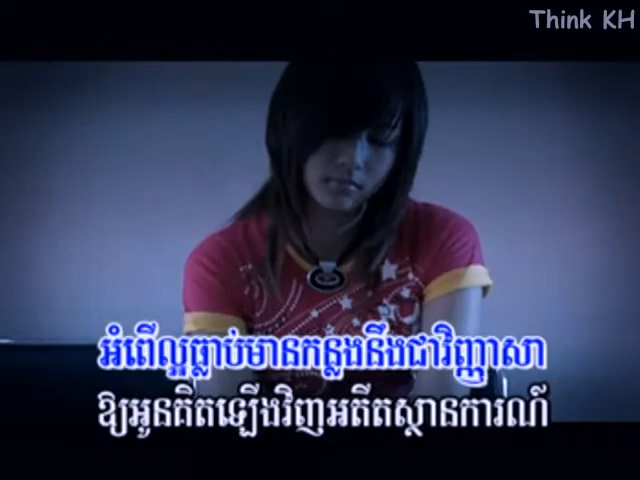 Think KH
អំពើល្អធ្លាប់មានកន្លងនឹងជាវិញ្ញាសា
ឱ្យអូនគិតឡើងវិញអតីតស្ថានការណ៍